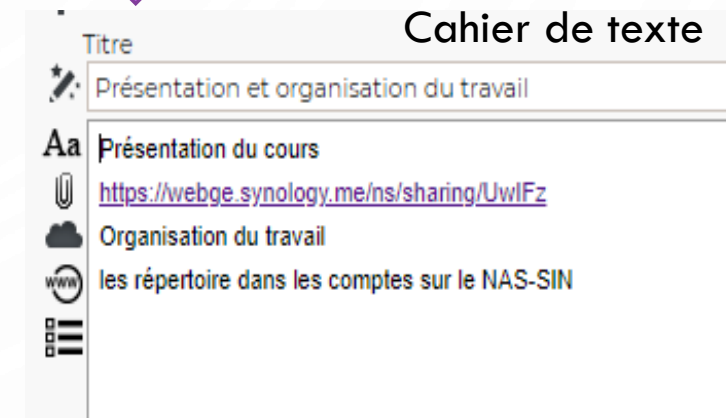 Cahier de texte
Titre
Présentation et organisation du travail
Aa
Présentation du cours
https://webge.synology.me/ns/sharing/UwIFz
Organisation du travail
www
les répertoire dans les comptes sur le NAS-SIN